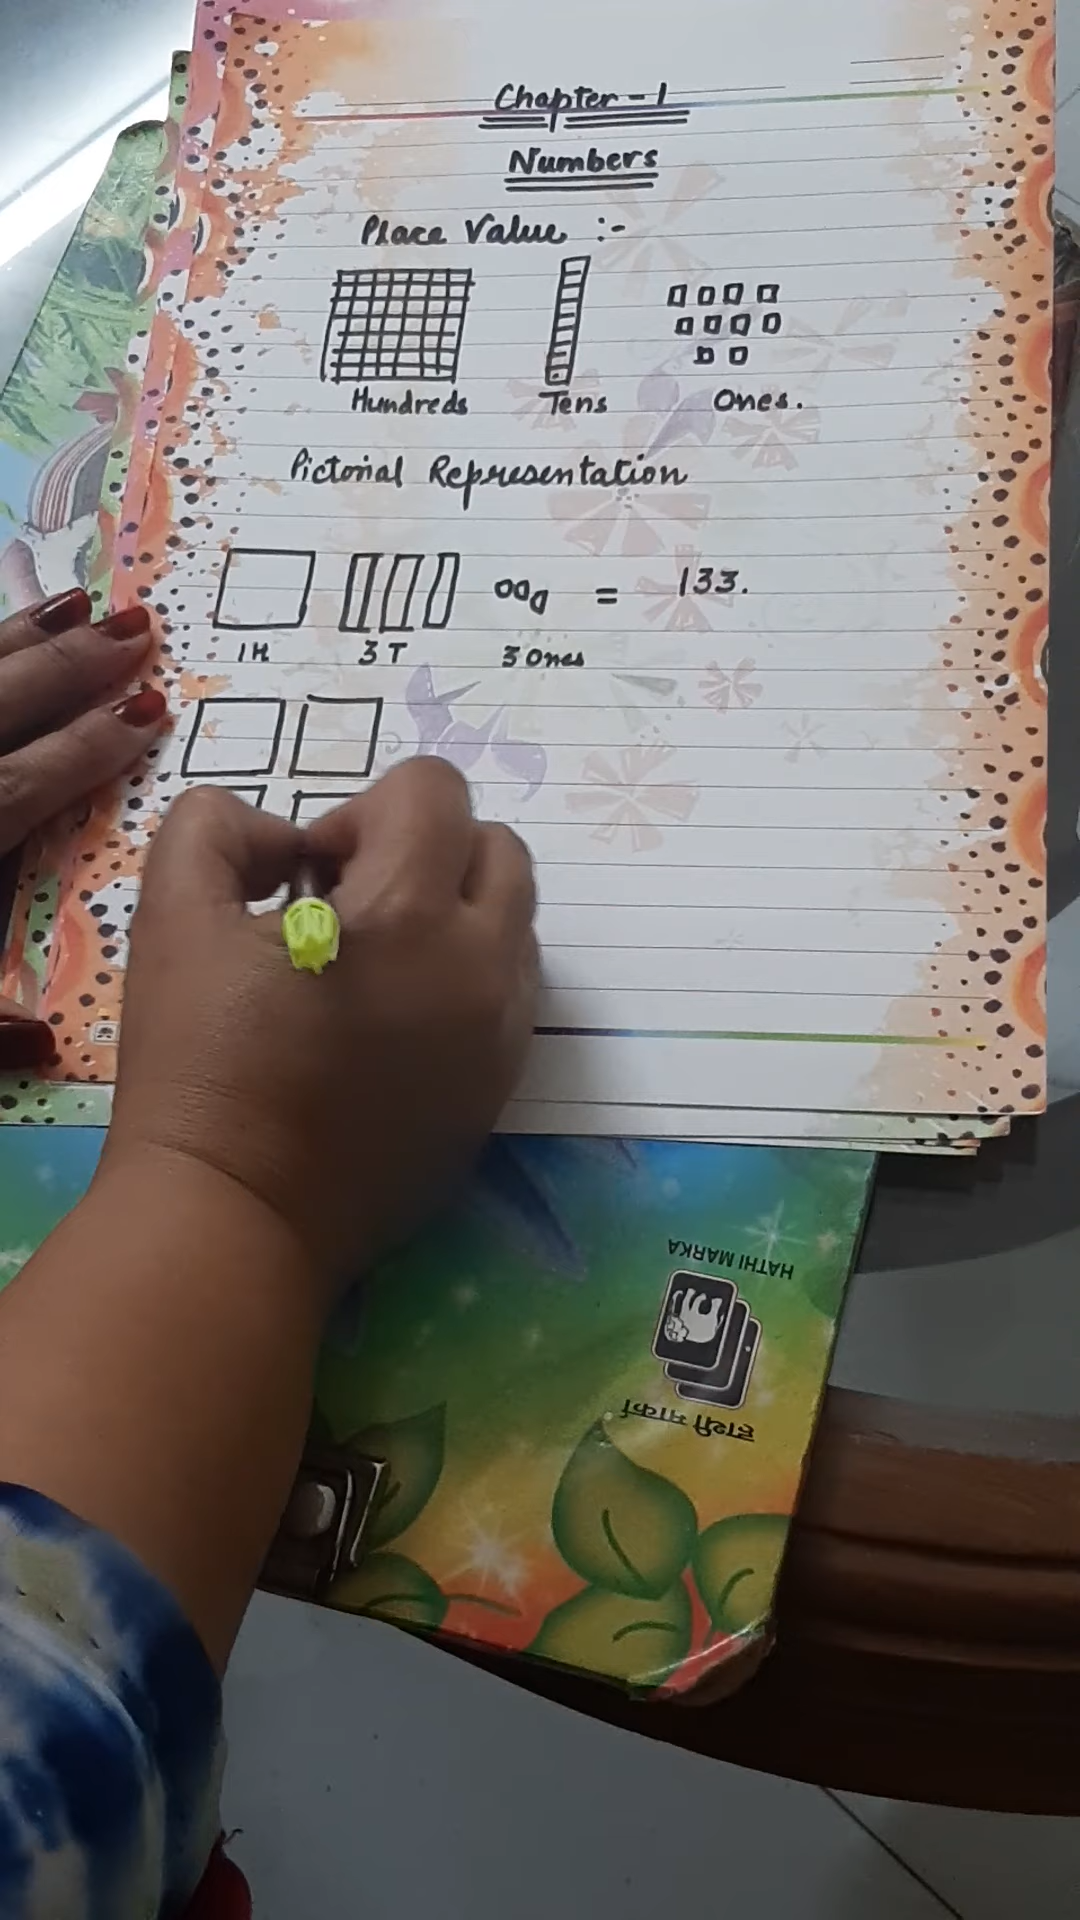 Chapter - 1
Numbers
Place Value :-
Hundreds Tens Ones.
Pictorial Representation
= 133.
1H 3T 3 Ones
HATHI MARKA
हाथी मार्का